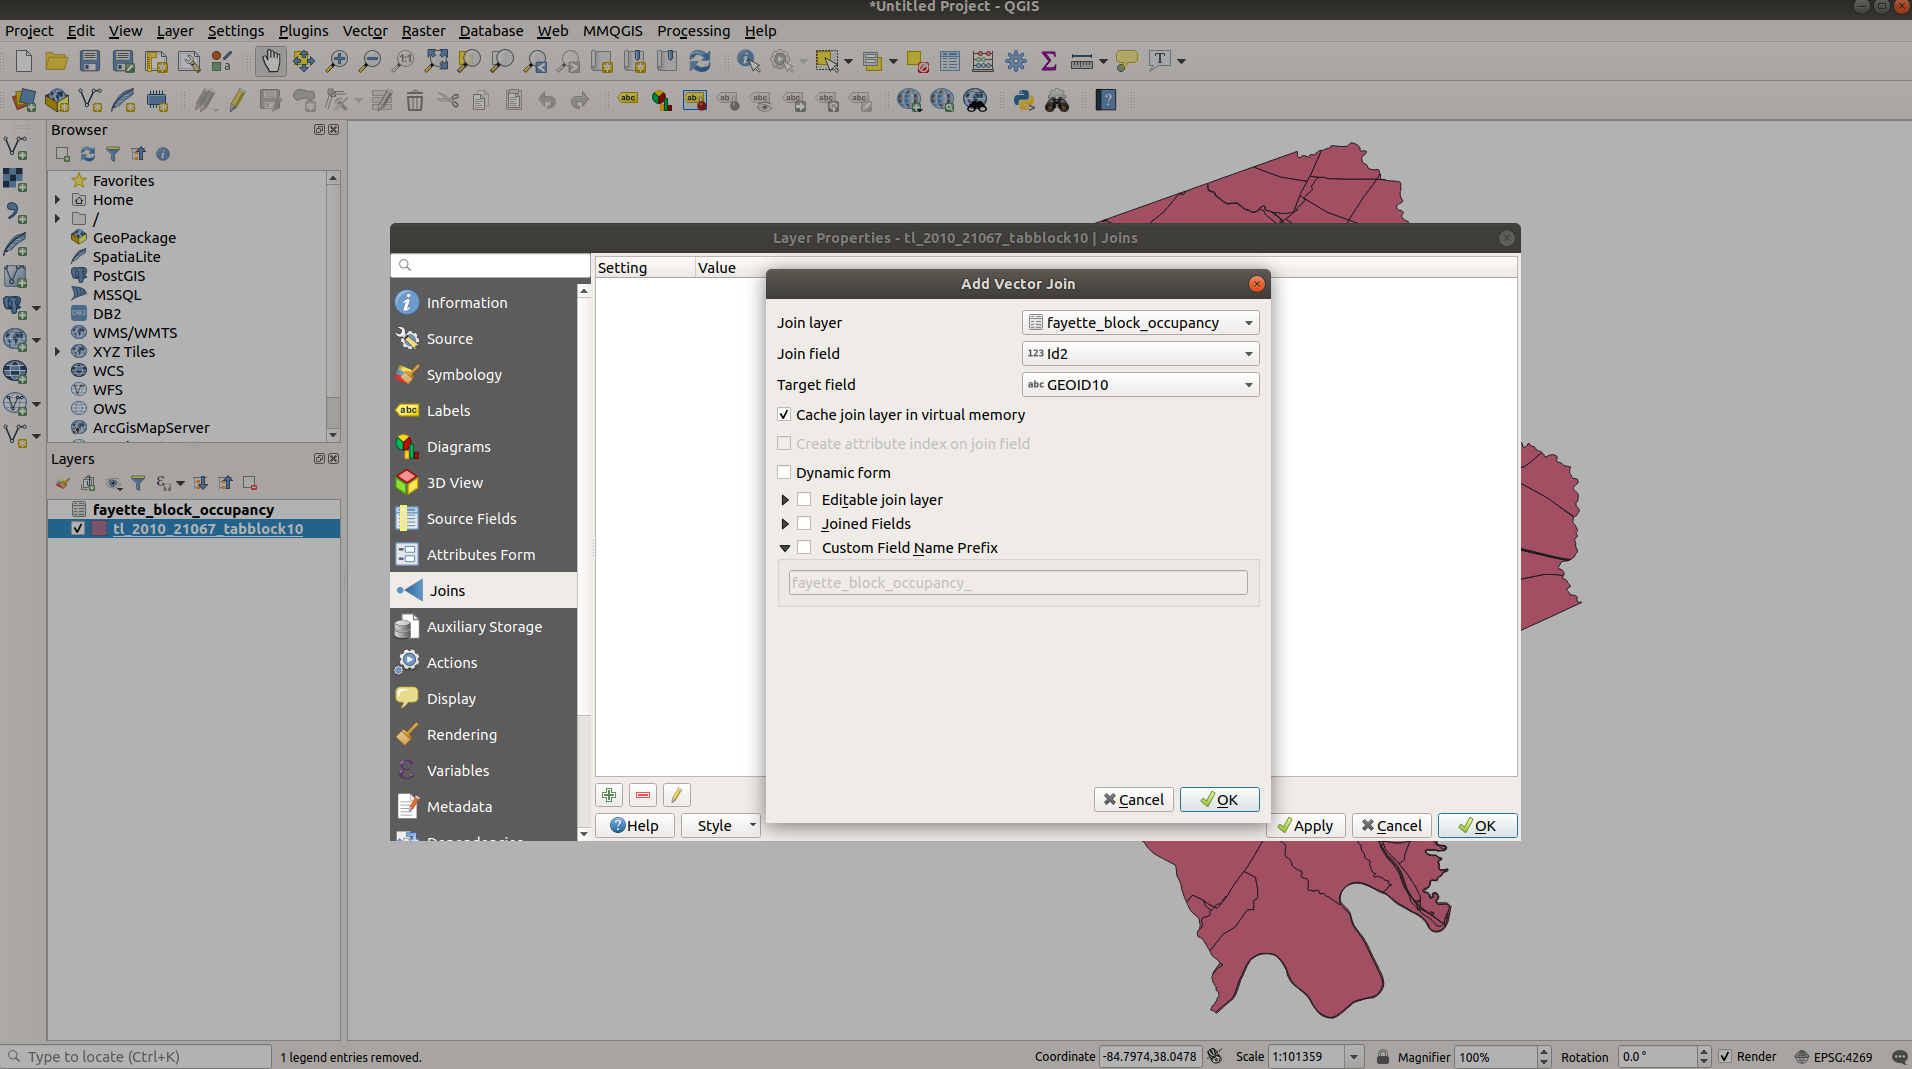 *Untitled Project - QGIS
Project Edit View Layer Settings Plugins Vector Raster Database Web MMQGIS Processing Help
Browser
Favorites
Home
/
GeoPackage
SpatiaLite
PostGIS
MSSQL
DB2
WMS/WMTS
XYZ Tiles
WCS
WFS
OWS
ArcGisMapServer
Layers
fayette_block_occupancy
tl_2010_21067_tabblock10
Layer Properties - tl_2010_21067_tabblock10 | Joins
Information
Source
Symbology
Labels
Diagrams
3D View
Source Fields
Attributes Form
Joins
Auxiliary Storage
Actions
Display
Rendering
Variables
Metadata
Dependencies
Setting Value
Add Vector Join
Join layer fayette_block_occupancy
Join field 123 Id2
Target field abc GEOID10
Cache join layer in virtual memory
Create attribute index on join field
Dynamic form
Editable join layer
Joined Fields
Custom Field Name Prefix
fayette_block_occupancy_
Cancel OK
Help Style Apply Cancel OK
Type to locate (Ctrl+K) 1 legend entries removed. Coordinate -84.7974,38.0478 Scale 1:101359 Magnifier 100% Rotation 0.0 ° Render EPSG:4269